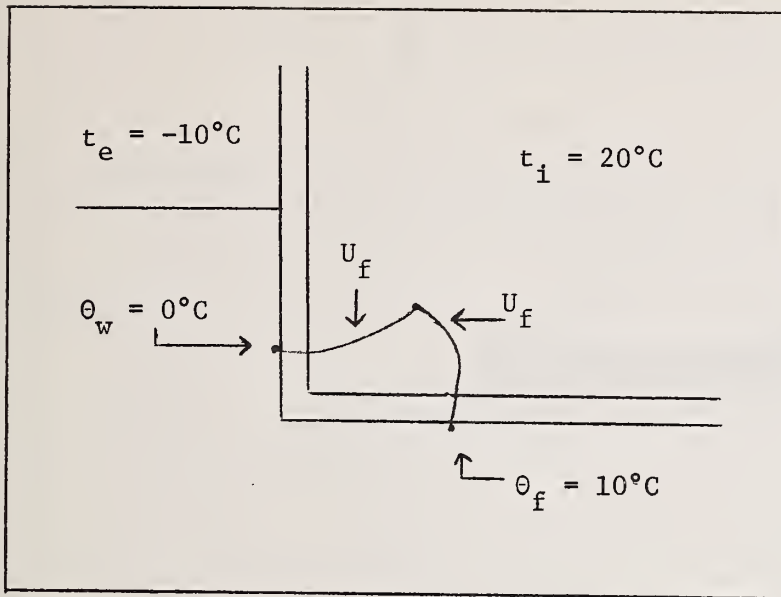 t_e = -10°C
t_i = 20°C
U_f
U_f
Θ_w = 0°C
Θ_f = 10°C